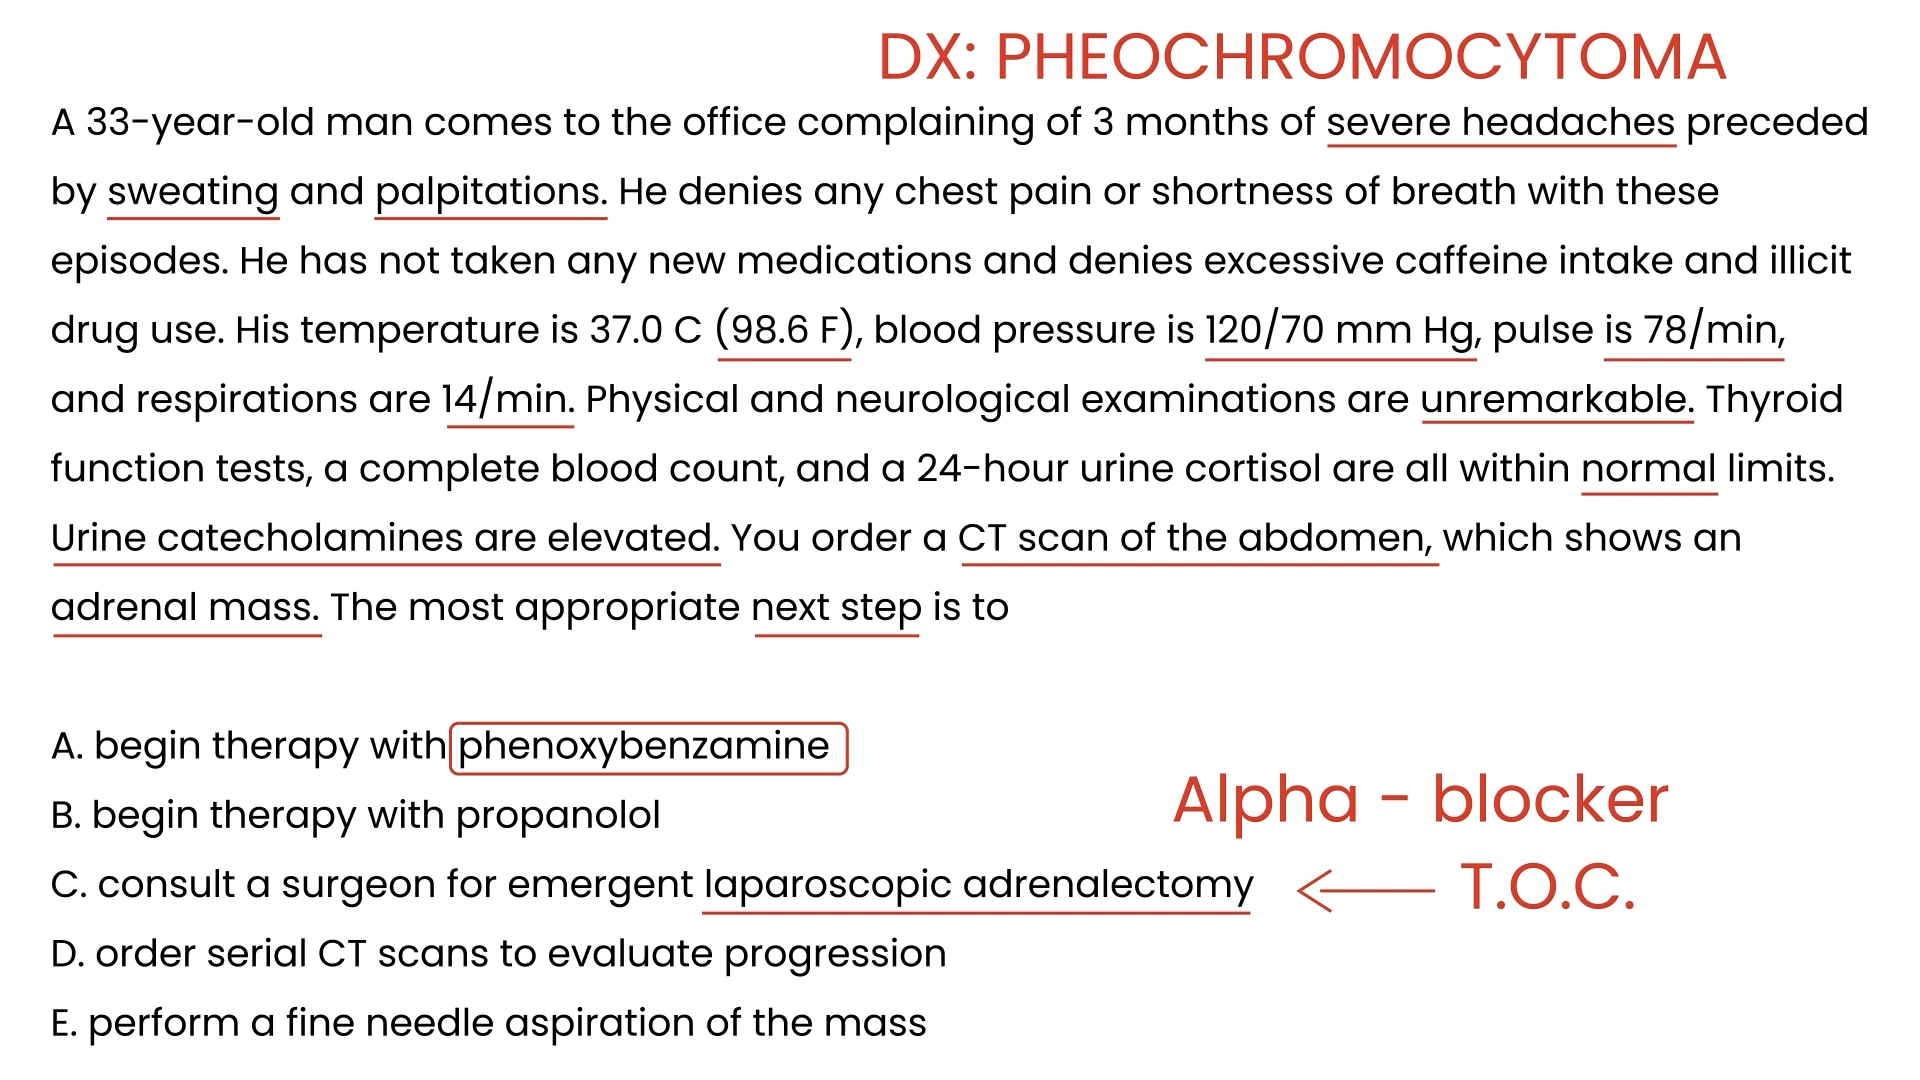 DX: PHEOCHROMOCYTOMA
A 33-year-old man comes to the office complaining of 3 months of severe headaches preceded
by sweating and palpitations. He denies any chest pain or shortness of breath with these
episodes. He has not taken any new medications and denies excessive caffeine intake and illicit
drug use. His temperature is 37.0 C (98.6 F), blood pressure is 120/70 mm Hg, pulse is 78/min,
and respirations are 14/min. Physical and neurological examinations are unremarkable. Thyroid
function tests, a complete blood count, and a 24-hour urine cortisol are all within normal limits.
Urine catecholamines are elevated. You order a CT scan of the abdomen, which shows an
adrenal mass. The most appropriate next step is to
A. begin therapy with phenoxybenzamine
B. begin therapy with propanolol
Alpha - blocker
C. consult a surgeon for emergent laparoscopic adrenalectomy
T.O.C.
D. order serial CT scans to evaluate progression
E. perform a fine needle aspiration of the mass